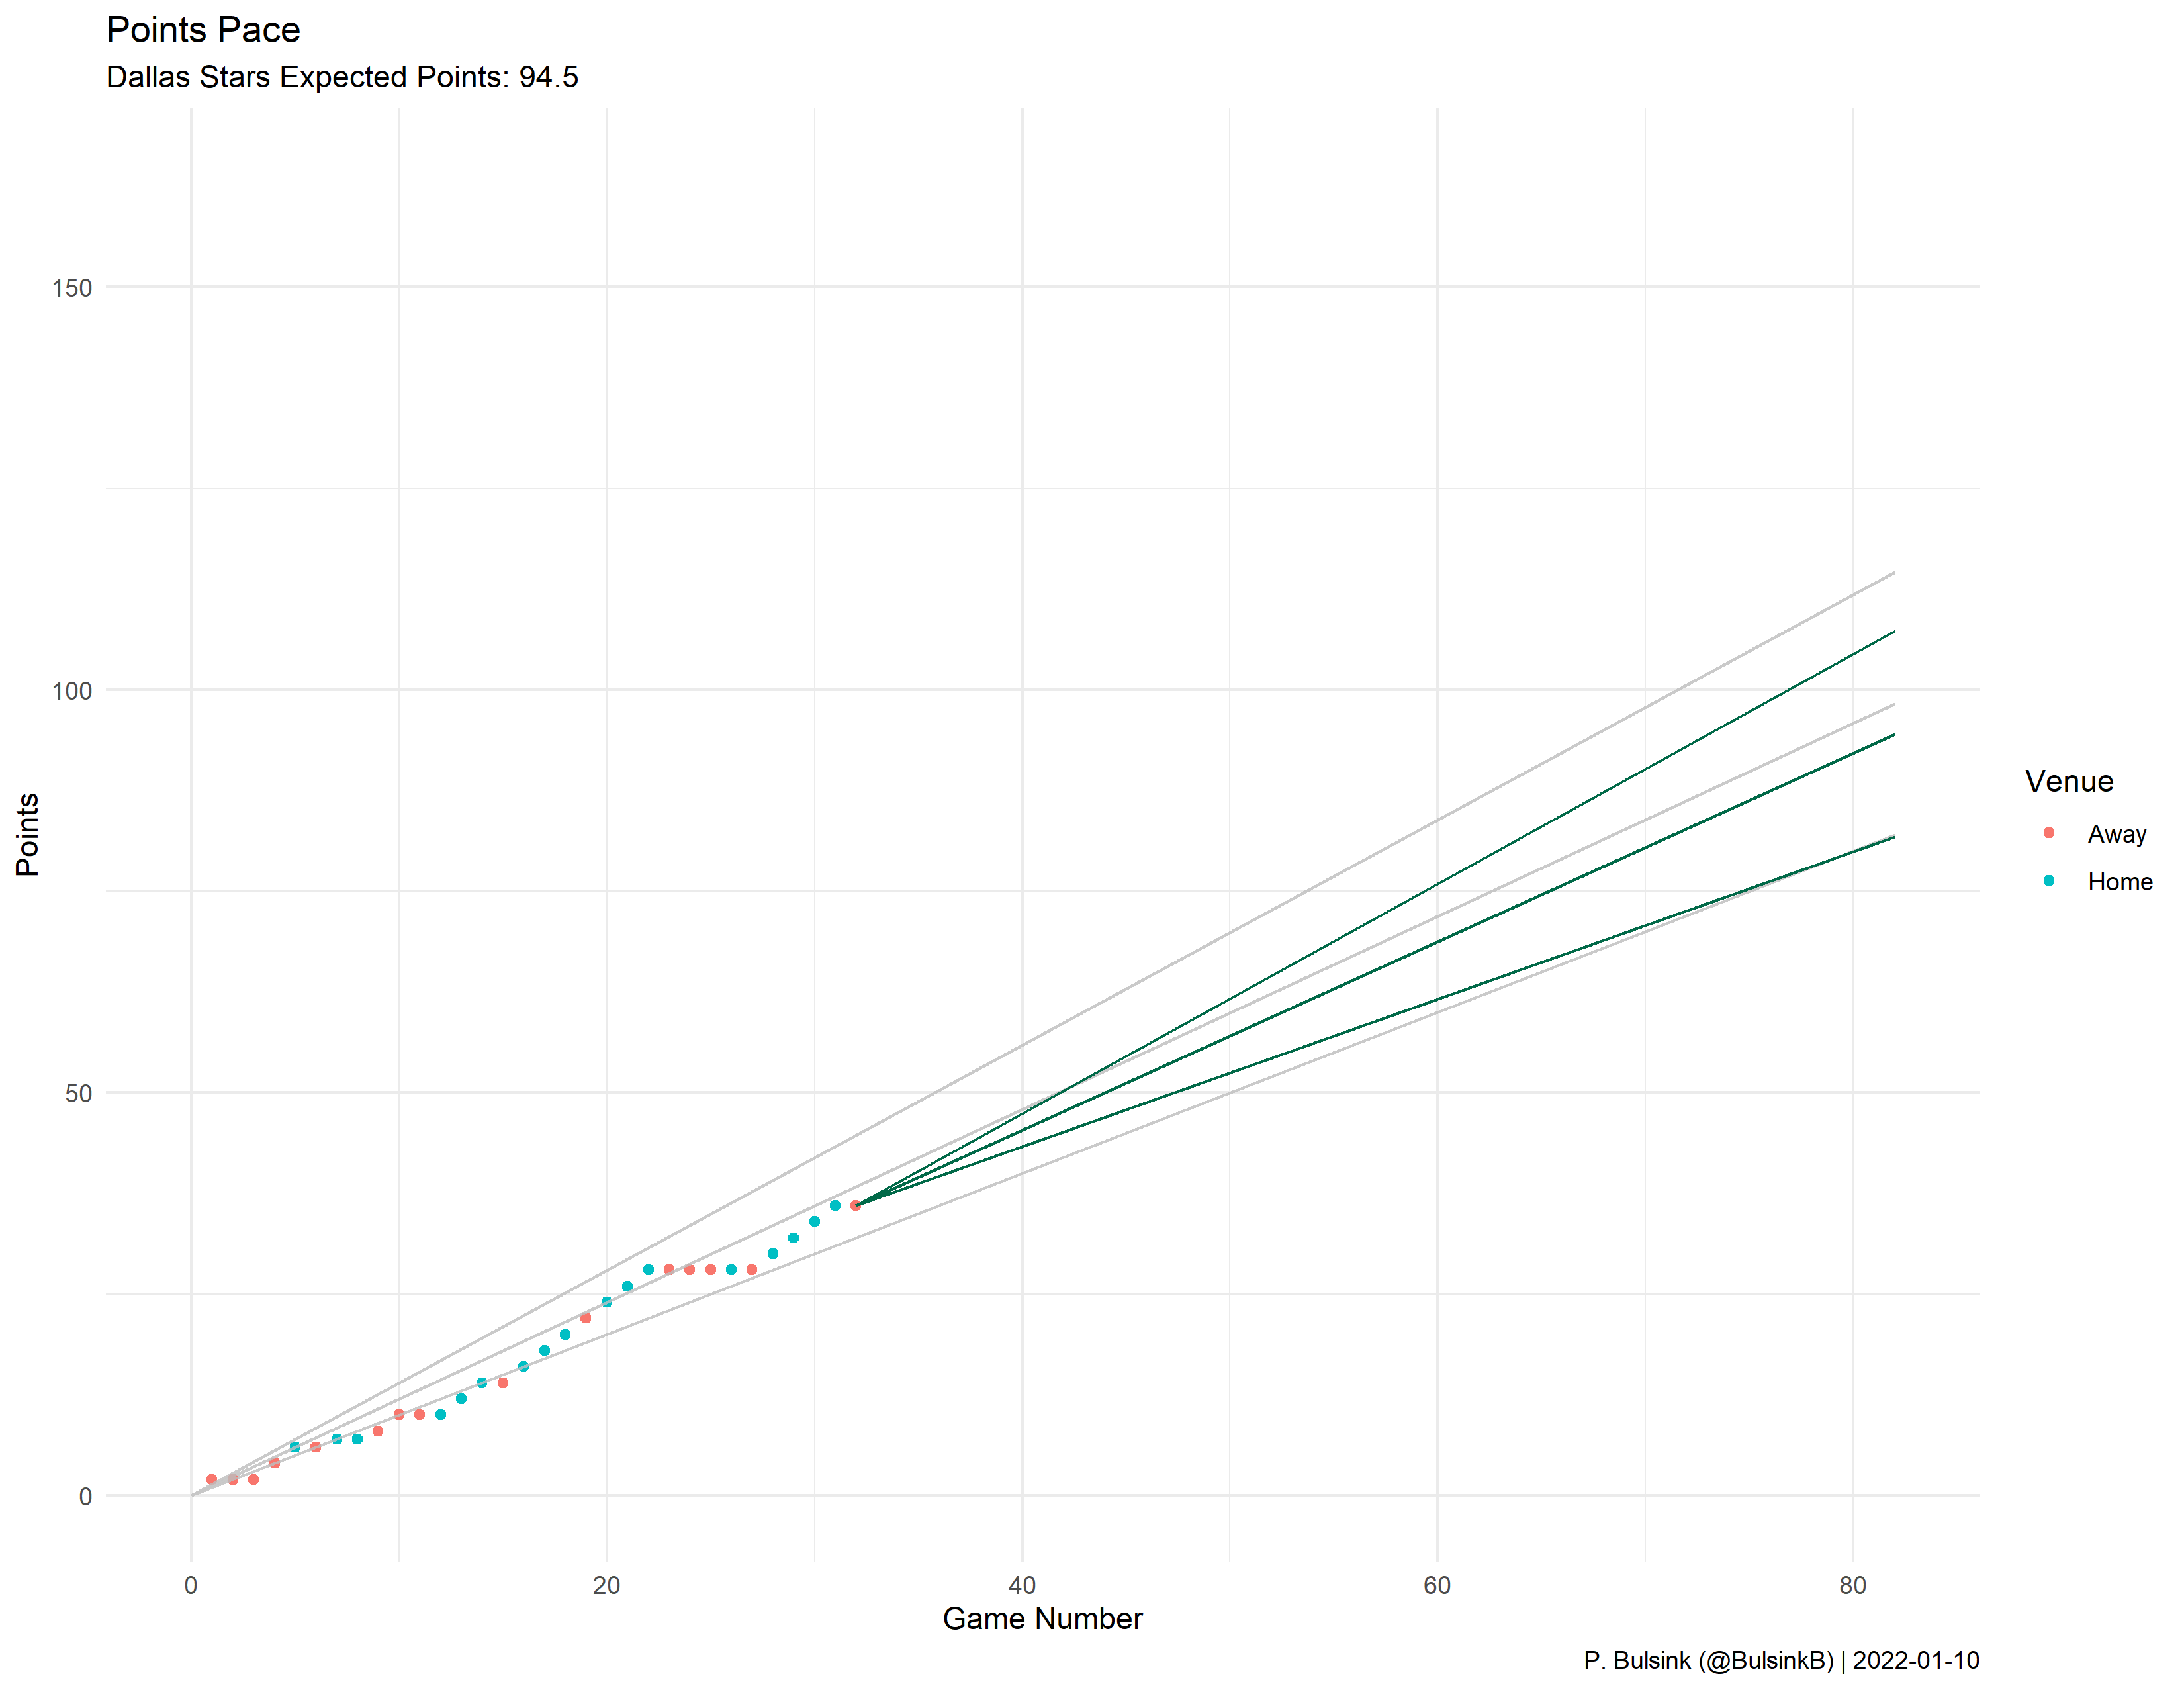 Points Pace
Dallas Stars Expected Points: 94.5
150
100
50
0
Points
0 20 40 60 80
Game Number
Venue
Away
Home
P. Bulsink (@BulsinkB) | 2022-01-10